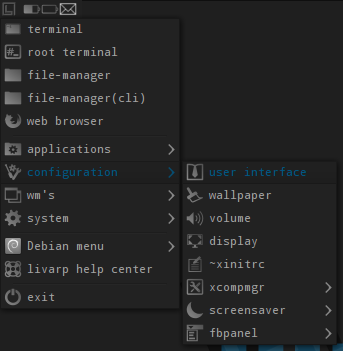 terminal
root terminal
file-manager
file-manager(cli)
web browser
applications
configuration
wm's
system
Debian menu
livarp help center
exit
user interface
wallpaper
volume
display
~xinitrc
xcompmgr
screensaver
fbpanel